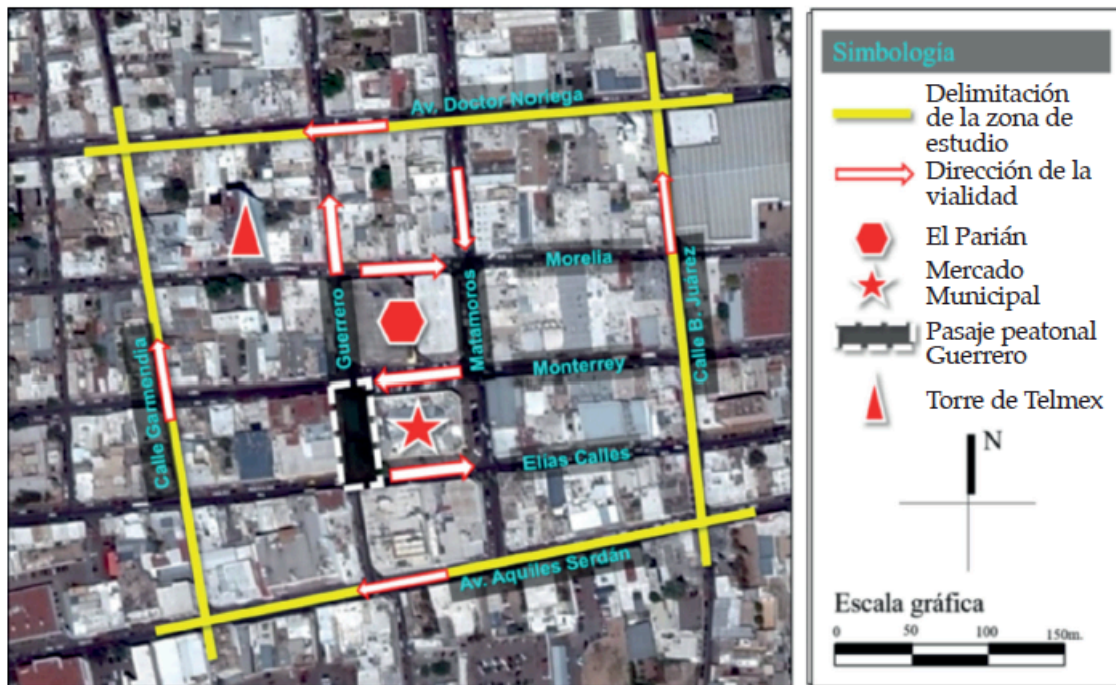 Av. Doctor Noriega
Morelia
Guerrero
Matamoros
Calle B. Juárez
Calle Garmendia
Monterrey
Elías Calles
Av. Aquiles Serdán
Simbología
Delimitación
de la zona de
estudio
Dirección de la
vialidad
El Parián
Mercado
Municipal
Pasaje peatonal
Guerrero
Torre de Telmex
N
Escala gráfica
0 50 100 150m.